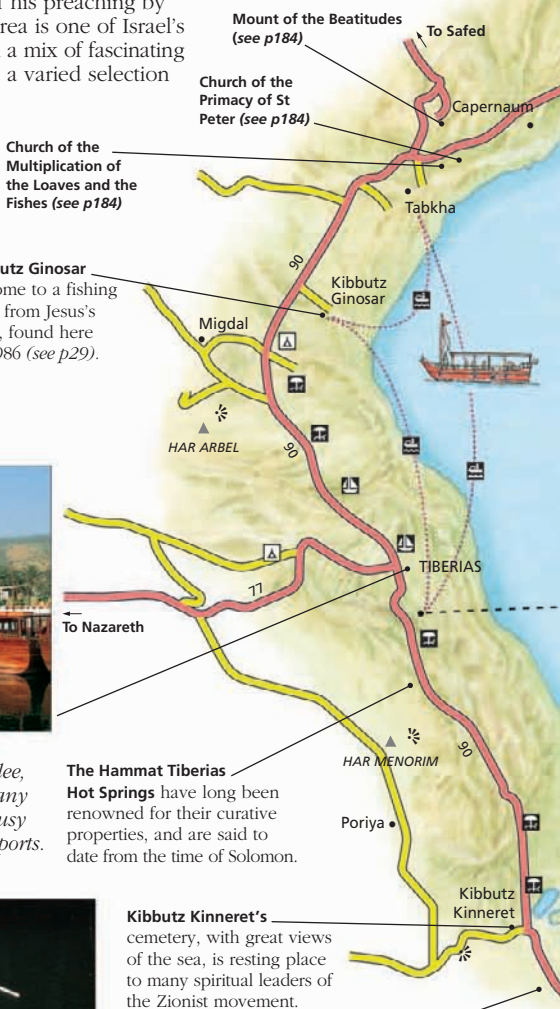 his preaching by
rea is one of Israel's
a mix of fascinating
a varied selection
Mount of the Beatitudes
(see p184)
To Safed
Church of the
Primacy of St
Peter (see p184)
Capernaum
Church of the
Multiplication of
the Loaves and the
Fishes (see p184)
Tabkha
90
utz Ginosar
ome to a fishing
from Jesus's
, found here
986 (see p29).
Kibbutz
Ginosar
Migdal
HAR ARBEL
90
TIBERIAS
77
To Nazareth
HAR MENORIM
90
The Hammat Tiberias
Hot Springs have long been
renowned for their curative
properties, and are said to
date from the time of Solomon.
lee,
any
usy
ports.
Poriya
Kibbutz
Kinneret
Kibbutz Kinneret's
cemetery, with great views
of the sea, is resting place
to many spiritual leaders of
the Zionist movement.